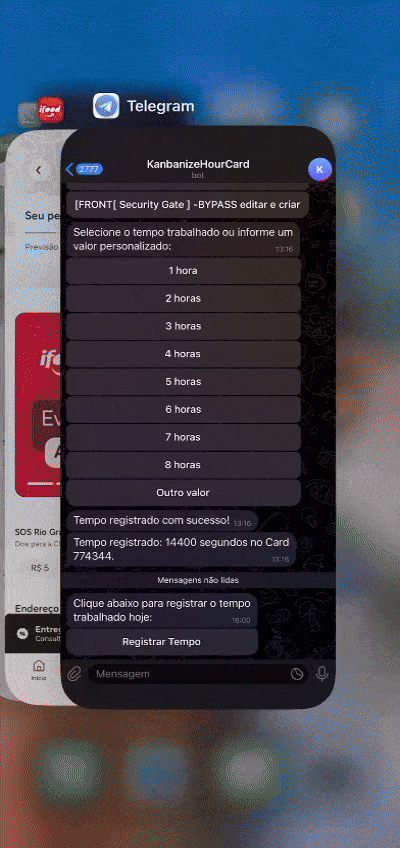 ifood
Telegram
2777
KanbanizeHourCard
bot
K
[FRONT[ Security Gate ] -BYPASS editar e criar
Selecione o tempo trabalhado ou informe um
valor personalizado:
13:16
1 hora
2 horas
3 horas
4 horas
5 horas
6 horas
7 horas
8 horas
Outro valor
Tempo registrado com sucesso! 13:16
Tempo registrado: 14400 segundos no Card
774344.
13:16
Mensagens não lidas
Clique abaixo para registrar o tempo
trabalhado hoje:
18:00
Registrar Tempo
Mensagem
Seu pe
Previsão
ifo
Ev
A
SOS Rio Gra
Doe para a C
R$ 5
Endereço
Entreg
Consult
Início